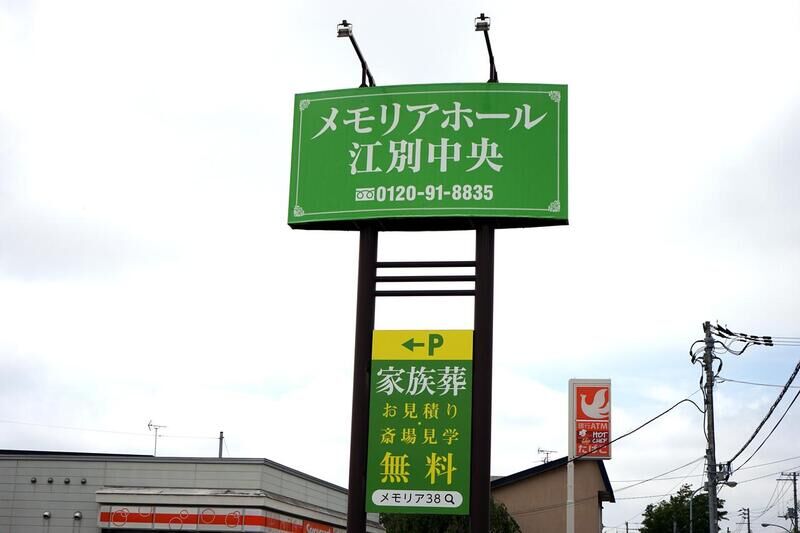 メモリアホール
江別中央
0120-91-8835
←P
家族葬
お見積り
・
斎場見学
無料
メモリア38
銀行ATM
HOT
CHEF
たばこ